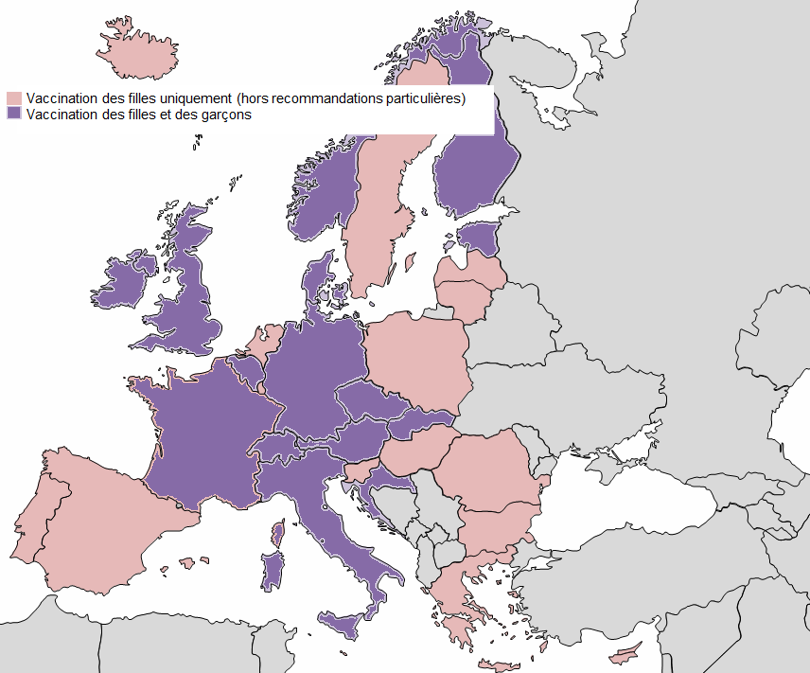 Vaccination des filles uniquement (hors recommandations particulières)
Vaccination des filles et des garçons